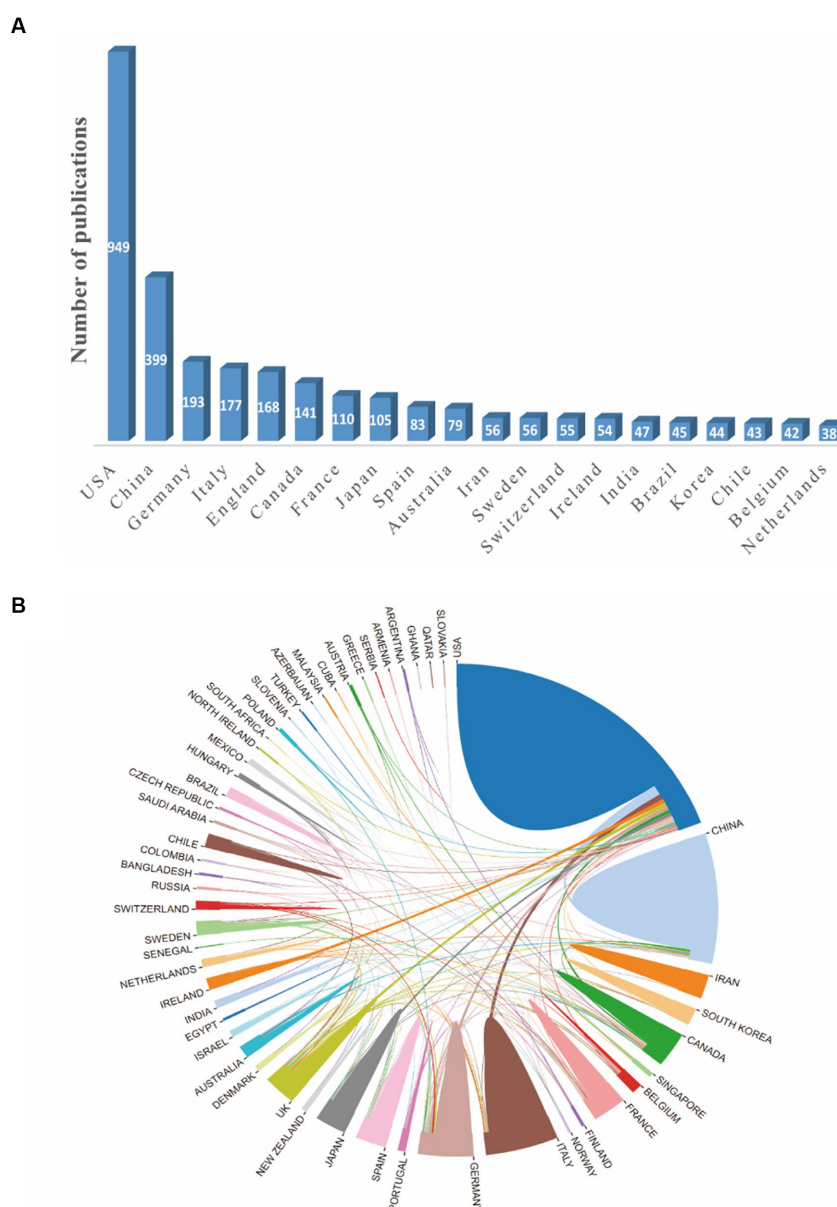 A
Number of publications
949
399
193
177
168
141
110
105
83
79
56
56
55
54
47
45
44
43
42
38
USA
China
Germany
Italy
England
Canada
France
Japan
Spain
Australia
Iran
Sweden
Switzerland
Ireland
India
Brazil
Korea
Chile
Belgium
Netherlands
B
USA
CHINA
IRAN
SOUTH KOREA
CANADA
SINGAPORE
BELGIUM
FRANCE
FINLAND
NORWAY
ITALY
GERMAN
PORTUGAL
SPAIN
JAPAN
NEW ZEALAND
UK
DENMARK
AUSTRALIA
ISRAEL
EGYPT
INDIA
IRELAND
NETHERLANDS
SENEGAL
SWEDEN
SWITZERLAND
RUSSIA
BANGLADESH
COLOMBIA
CHILE
SAUDI ARABIA
CZECH REPUBLIC
BRAZIL
HUNGARY
MEXICO
NORTH IRELAND
SOUTH AFRICA
POLAND
SLOVENIA
TURKEY
AZERBAIJAN
MALAYSIA
CUBA
AUSTRIA
GREECE
SERBIA
ARMENIA
ARGENTINA
GHANA
QATAR
SLOVAKIA